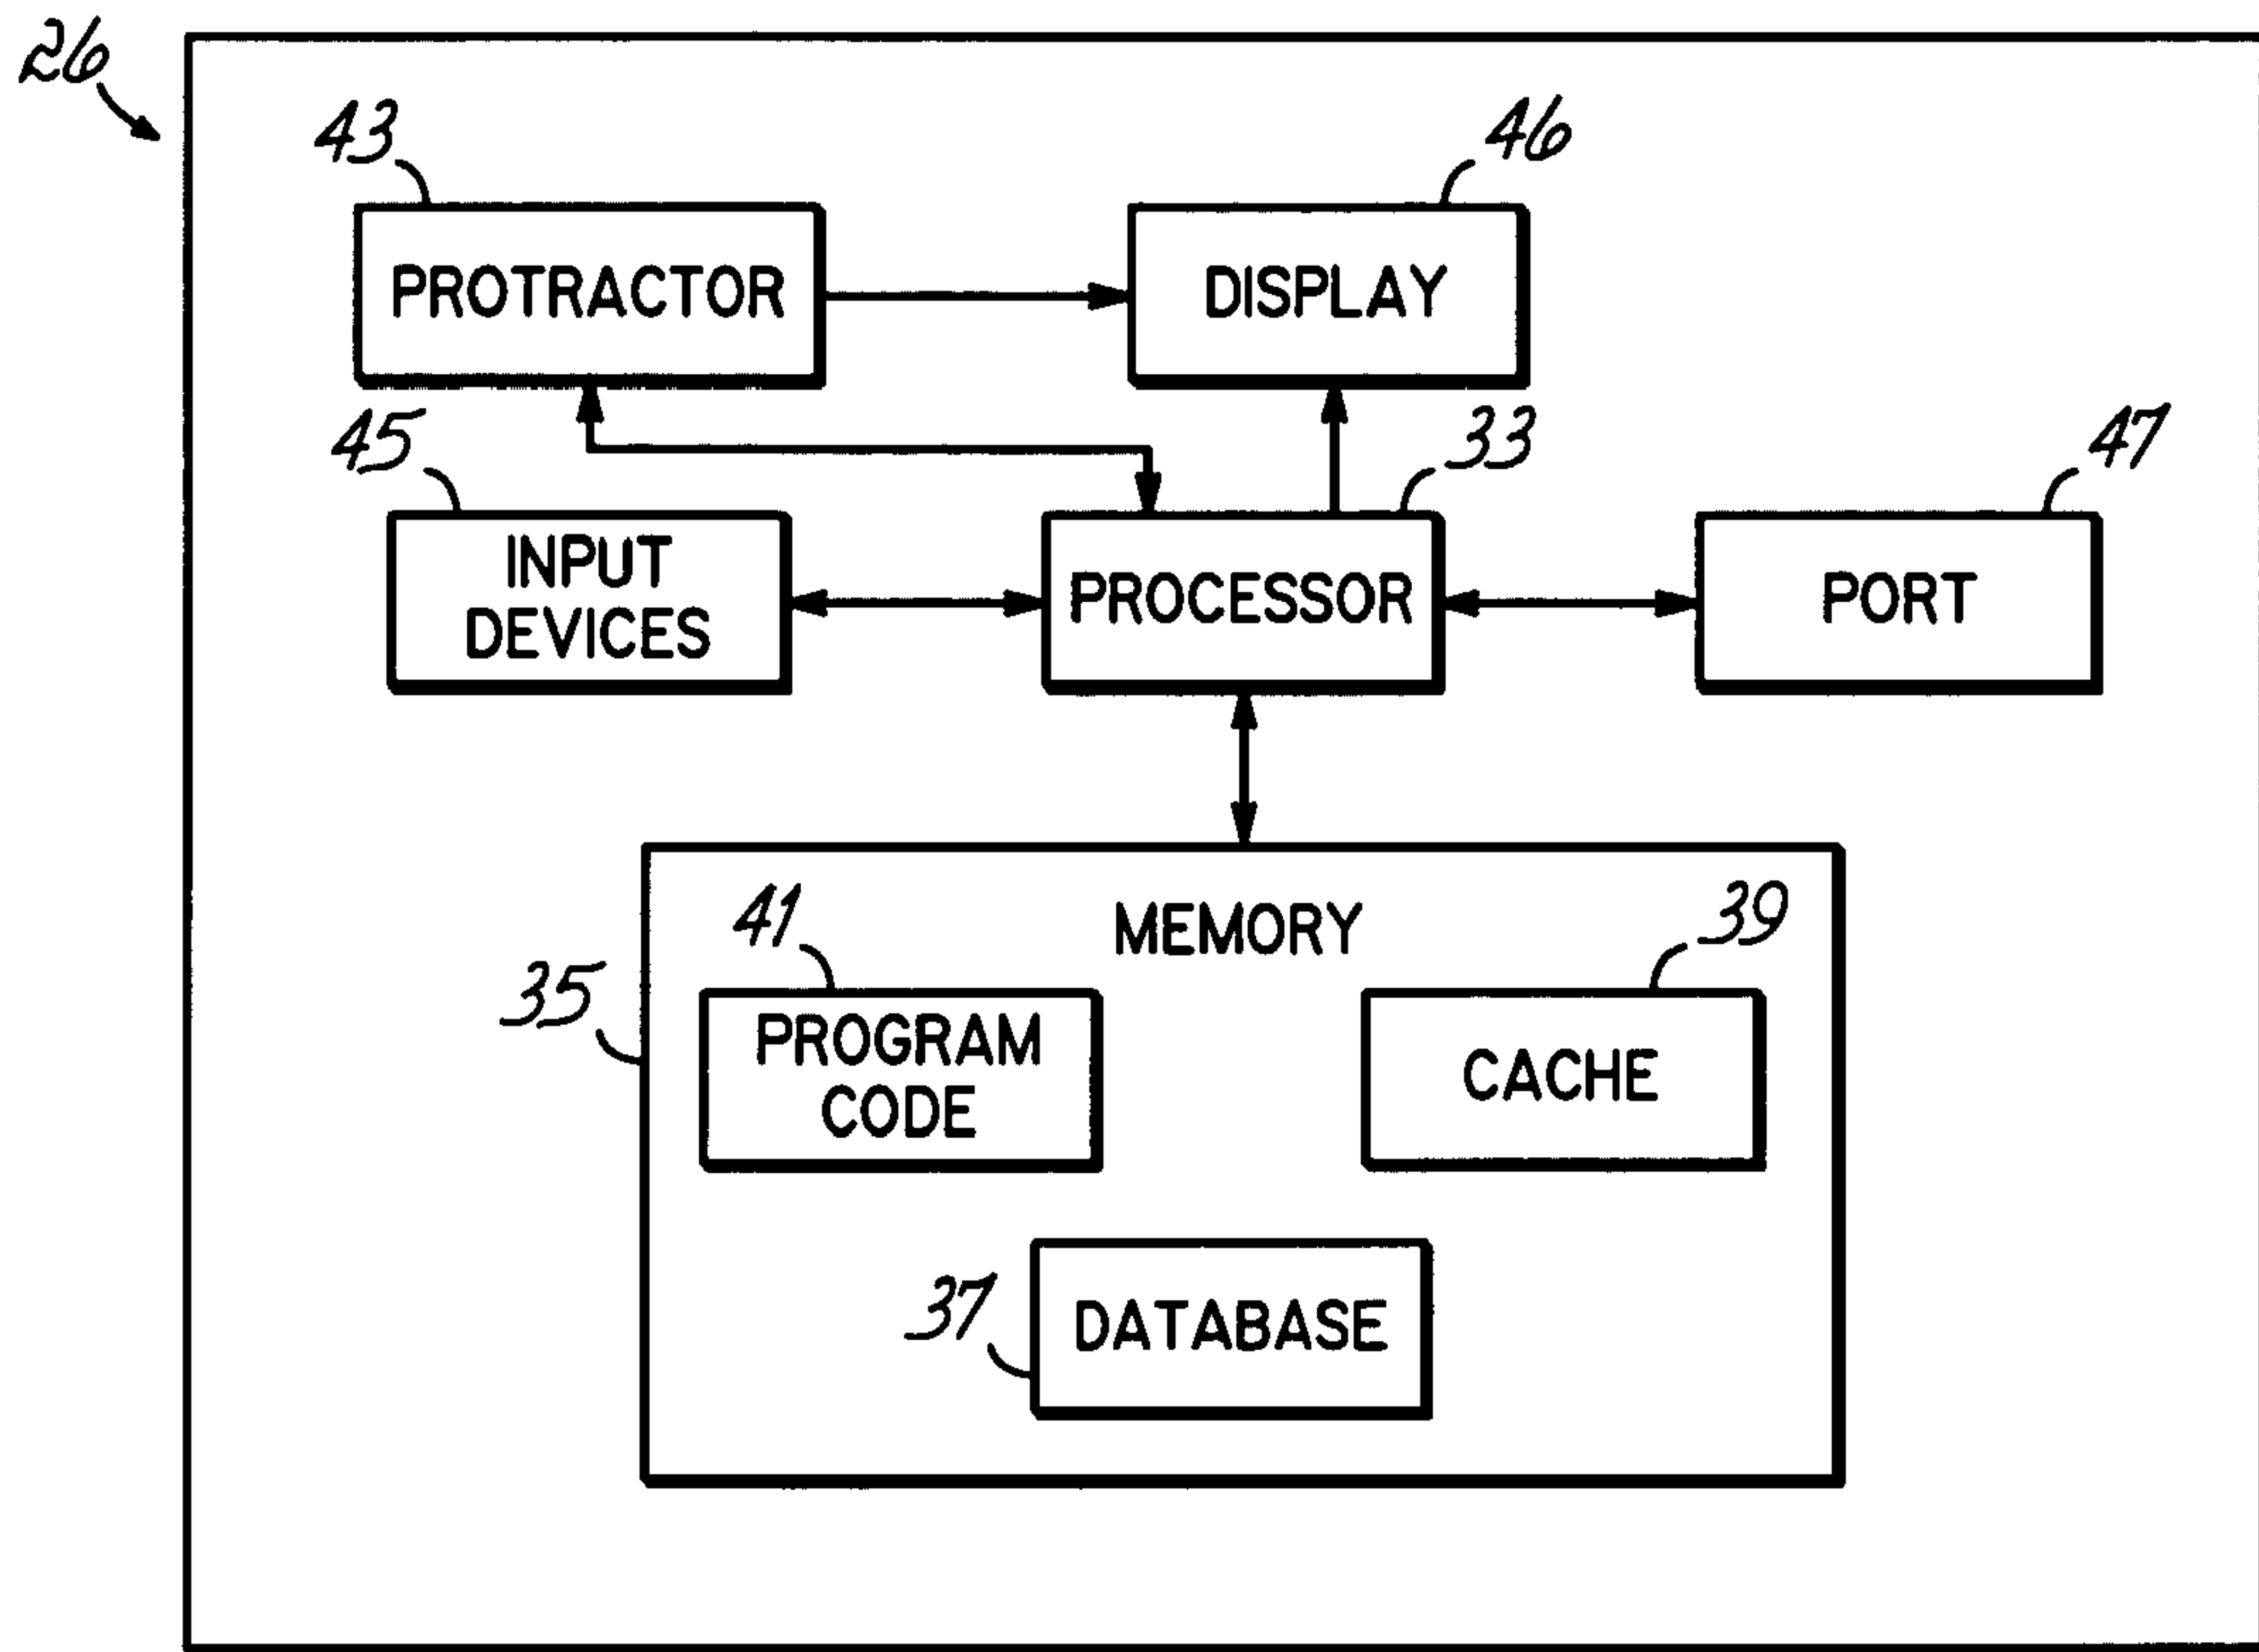 26
43
46
PROTRACTOR
DISPLAY
45
33
47
INPUT
DEVICES
PROCESSOR
PORT
MEMORY
41
39
35
PROGRAM
CODE
CACHE
37
DATABASE